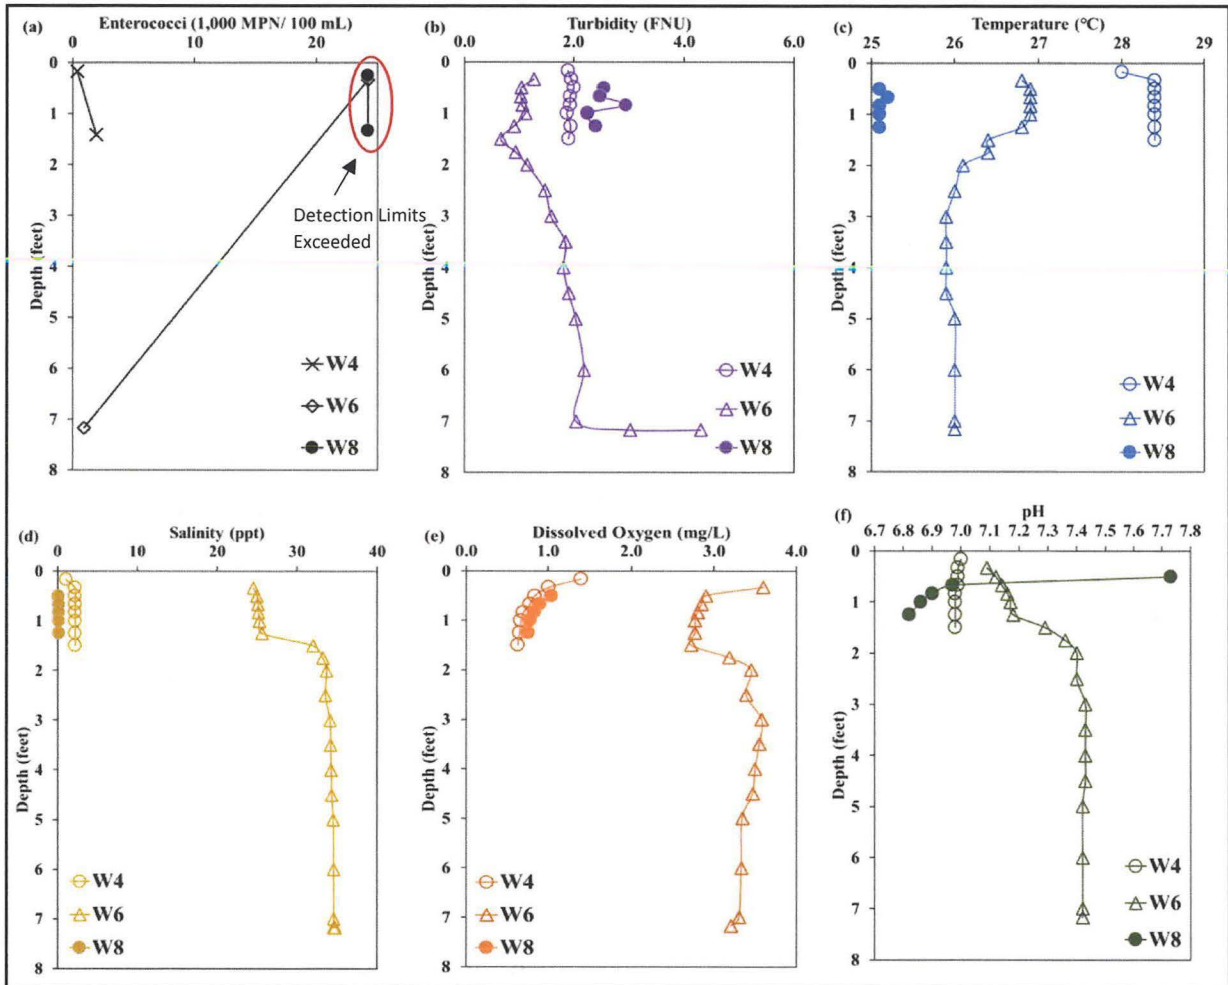 (a) Enterococci (1,000 MPN/ 100 mL)
0 10 20
0
1
2
3
4
5
6
7
8
Depth (feet)
Detection Limits
Exceeded
W4
W6
W8
(b) Turbidity (FNU)
0.0 2.0 4.0 6.0
0
1
2
3
4
5
6
7
8
Depth (feet)
W4
W6
W8
(c) Temperature (°C)
25 26 27 28 29
0
1
2
3
4
5
6
7
8
Depth (feet)
W4
W6
W8
(d) Salinity (ppt)
0 10 20 30 40
0
1
2
3
4
5
6
7
8
Depth (feet)
W4
W6
W8
(e) Dissolved Oxygen (mg/L)
0.0 1.0 2.0 3.0 4.0
0
1
2
3
4
5
6
7
8
Depth (feet)
W4
W6
W8
(f) pH
6.7 6.8 6.9 7.0 7.1 7.2 7.3 7.4 7.5 7.6 7.7 7.8
0
1
2
3
4
5
6
7
8
Depth (feet)
W4
W6
W8